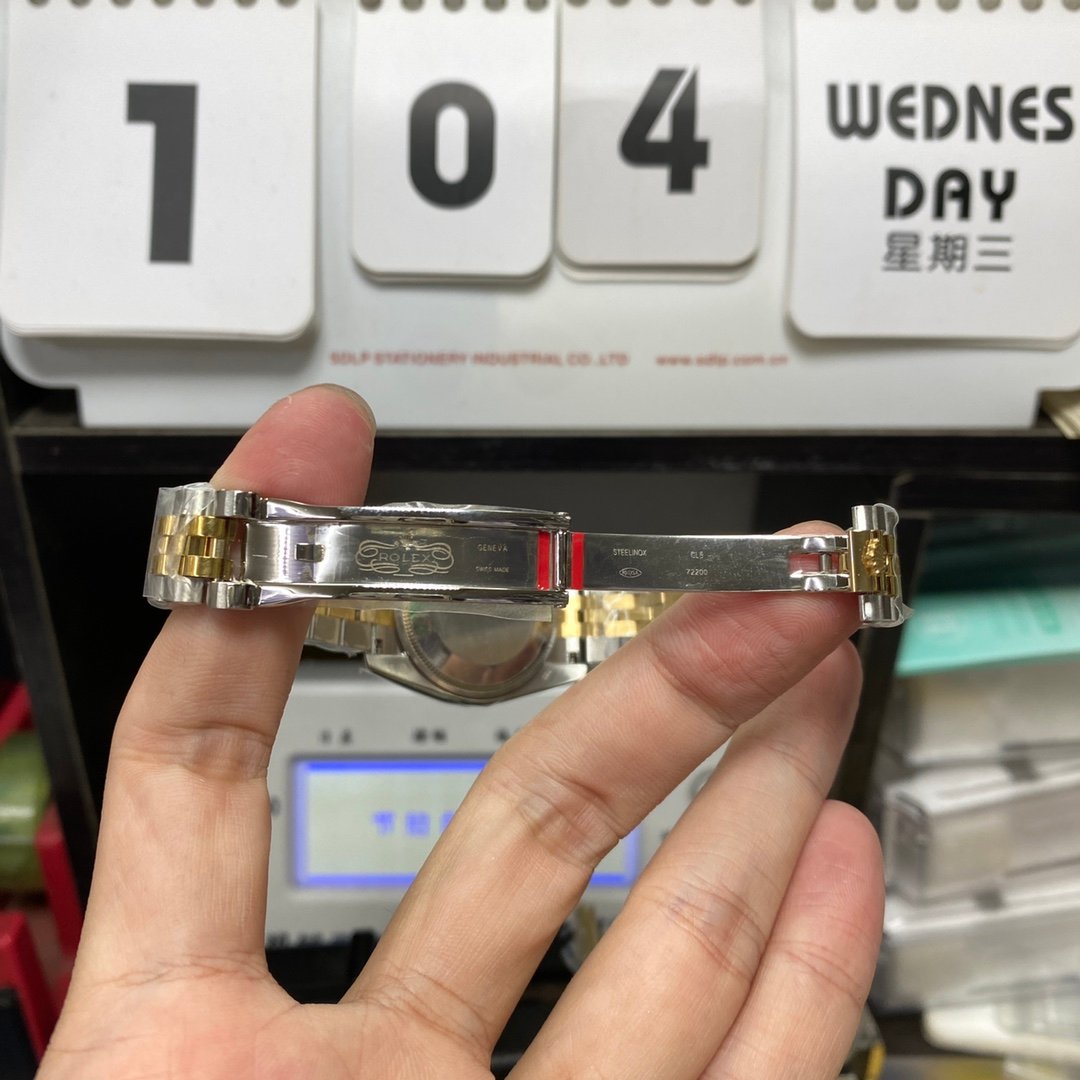 1 0 4
WEDNES
DAY
星期三
SDLP STATIONERY INDUSTRIAL CO.,LTD www.sdlp.com.cn
ROLEX
GENEVA
SWISS MADE
STEELINOX
CL5
72200